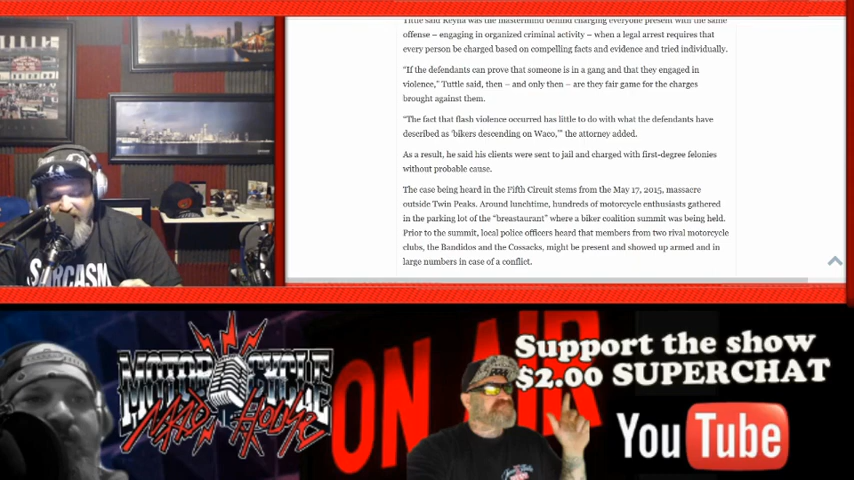 Tuttle said Reyna was the mastermind behind charging everyone present with the same
offense – engaging in organized criminal activity – when a legal arrest requires that
every person be charged based on compelling facts and evidence and tried individually.
"If the defendants can prove that someone is in a gang and that they engaged in
violence," Tuttle said, then – and only then – are they fair game for the charges
brought against them.
"The fact that flash violence occurred has little to do with what the defendants have
described as 'bikers descending on Waco,'" the attorney added.
As a result, he said his clients were sent to jail and charged with first-degree felonies
without probable cause.
The case being heard in the Fifth Circuit stems from the May 17, 2015, massacre
outside Twin Peaks. Around lunchtime, hundreds of motorcycle enthusiasts gathered
in the parking lot of the "breastaurant" where a biker coalition summit was being held.
Prior to the summit, local police officers heard that members from two rival motorcycle
clubs, the Bandidos and the Cossacks, might be present and showed up armed and in
large numbers in case of a conflict.
SARCASM
MOTORCYCLE
MADHOUSE
ON AIR
Support the show
$2.00 SUPERCHAT
YouTube